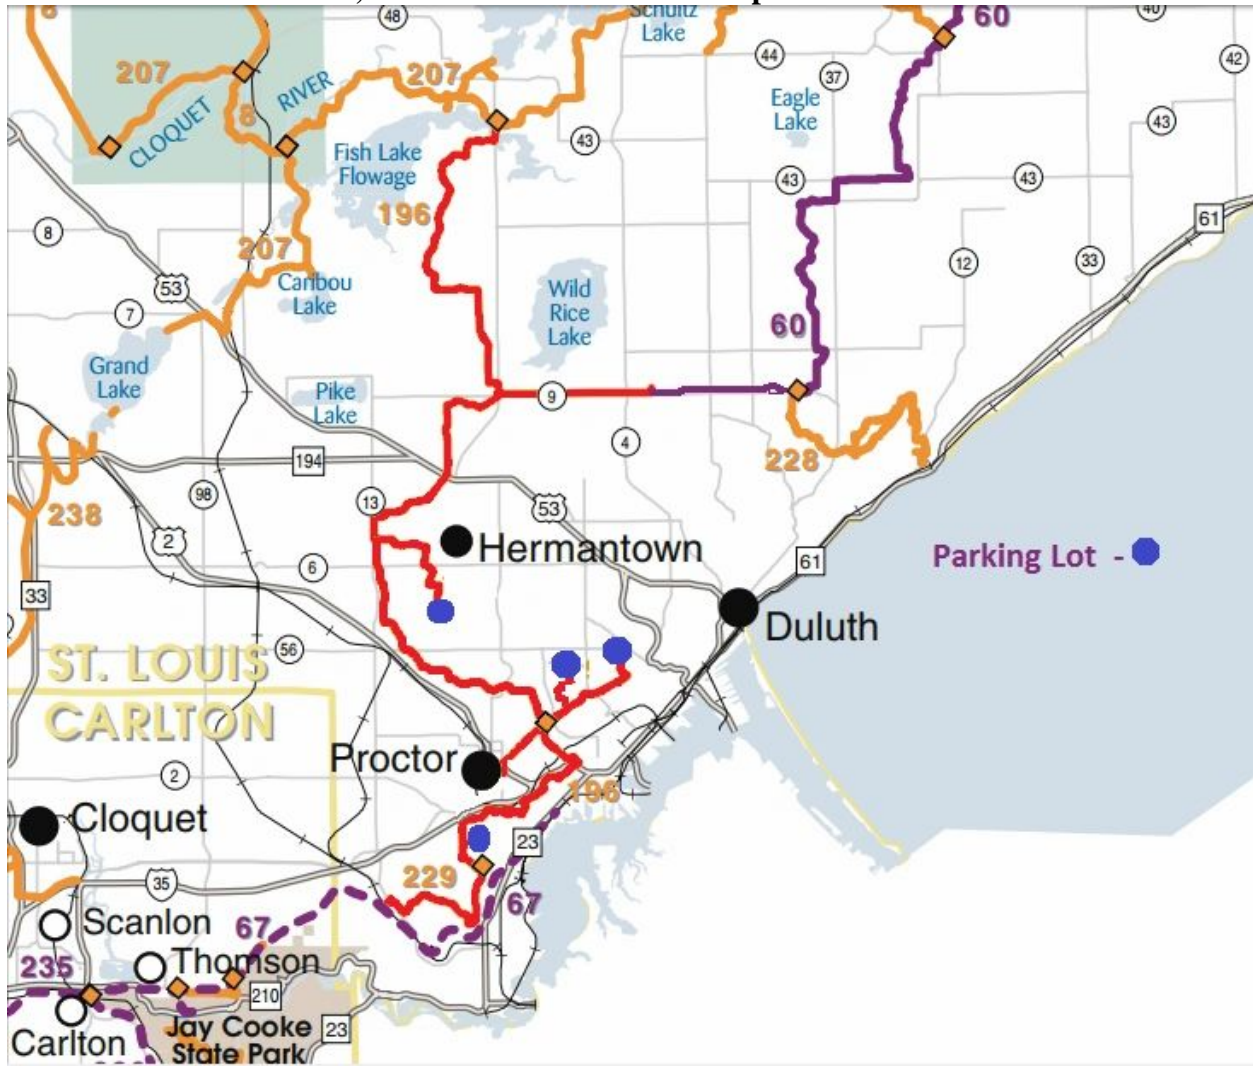 8
48
Schultz
Lake
60
40
44
37
42
207
207
RIVER
Eagle
Lake
8
CLOQUET
43
43
Fish Lake
Flowage
43
43
196
8
61
207
12
33
53
Caribou
Lake
7
Wild
Rice
Lake
60
Grand
Lake
Pike
Lake
9
4
194
228
98
13
53
238
2
Hermantown
61
Parking Lot -
6
33
Duluth
56
ST. LOUIS
CARLTON
Proctor
2
196
Cloquet
23
35
229
67
Scanlon
67
235
Thomson
210
Jay Cooke
State Park
23
Carlton